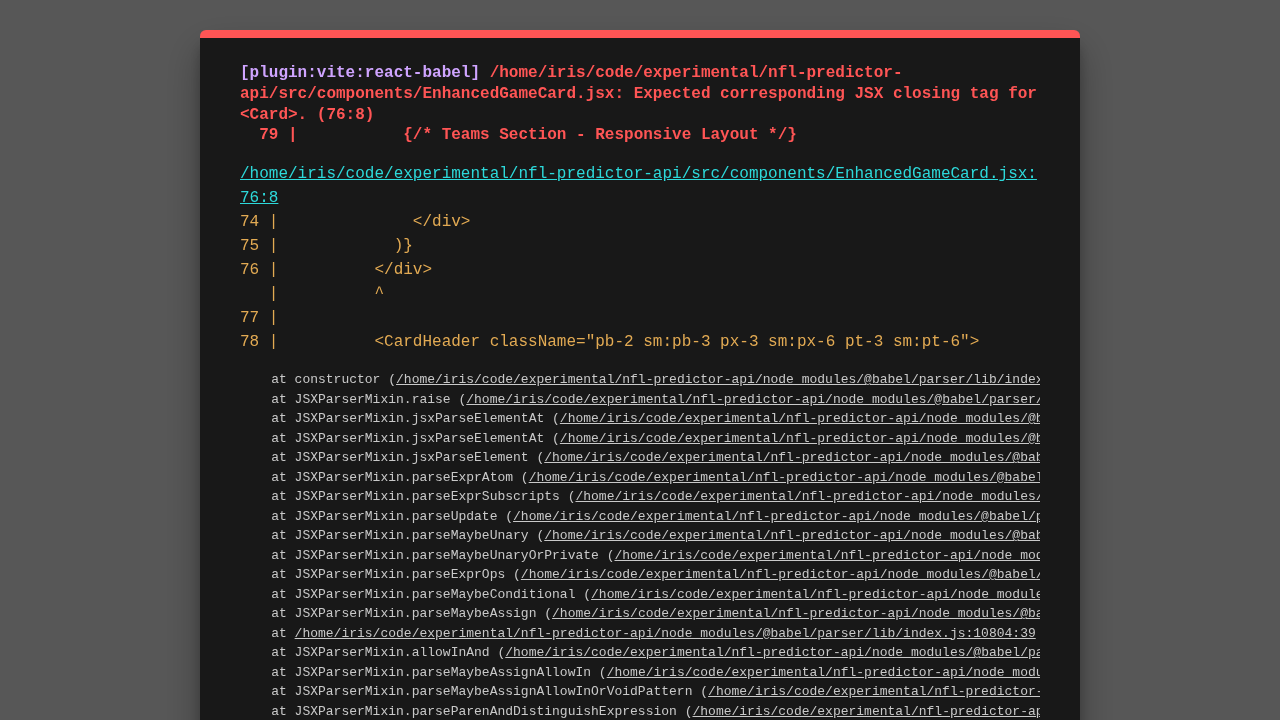 [plugin:vite:react-babel] /home/iris/code/experimental/nfl-predictor-
api/src/components/EnhancedGameCard.jsx: Expected corresponding JSX closing tag for
<Card>. (76:8)
  79 |           {/* Teams Section - Responsive Layout */}
/home/iris/code/experimental/nfl-predictor-api/src/components/EnhancedGameCard.jsx:
76:8
74 |              </div>
75 |            )}
76 |          </div>
   |          ^
77 |
78 |          <CardHeader className="pb-2 sm:pb-3 px-3 sm:px-6 pt-3 sm:pt-6">
    at constructor (/home/iris/code/experimental/nfl-predictor-api/node_modules/@babel/parser/lib/index
    at JSXParserMixin.raise (/home/iris/code/experimental/nfl-predictor-api/node_modules/@babel/parser/
    at JSXParserMixin.jsxParseElementAt (/home/iris/code/experimental/nfl-predictor-api/node_modules/@b
    at JSXParserMixin.jsxParseElementAt (/home/iris/code/experimental/nfl-predictor-api/node_modules/@b
    at JSXParserMixin.jsxParseElement (/home/iris/code/experimental/nfl-predictor-api/node_modules/@bab
    at JSXParserMixin.parseExprAtom (/home/iris/code/experimental/nfl-predictor-api/node_modules/@babel
    at JSXParserMixin.parseExprSubscripts (/home/iris/code/experimental/nfl-predictor-api/node_modules/
    at JSXParserMixin.parseUpdate (/home/iris/code/experimental/nfl-predictor-api/node_modules/@babel/p
    at JSXParserMixin.parseMaybeUnary (/home/iris/code/experimental/nfl-predictor-api/node_modules/@bab
    at JSXParserMixin.parseMaybeUnaryOrPrivate (/home/iris/code/experimental/nfl-predictor-api/node_mod
    at JSXParserMixin.parseExprOps (/home/iris/code/experimental/nfl-predictor-api/node_modules/@babel/
    at JSXParserMixin.parseMaybeConditional (/home/iris/code/experimental/nfl-predictor-api/node_module
    at JSXParserMixin.parseMaybeAssign (/home/iris/code/experimental/nfl-predictor-api/node_modules/@ba
    at /home/iris/code/experimental/nfl-predictor-api/node_modules/@babel/parser/lib/index.js:10804:39
    at JSXParserMixin.allowInAnd (/home/iris/code/experimental/nfl-predictor-api/node_modules/@babel/pa
    at JSXParserMixin.parseMaybeAssignAllowIn (/home/iris/code/experimental/nfl-predictor-api/node_modu
    at JSXParserMixin.parseMaybeAssignAllowInOrVoidPattern (/home/iris/code/experimental/nfl-predictor-
    at JSXParserMixin.parseParenAndDistinguishExpression (/home/iris/code/experimental/nfl-predictor-ap